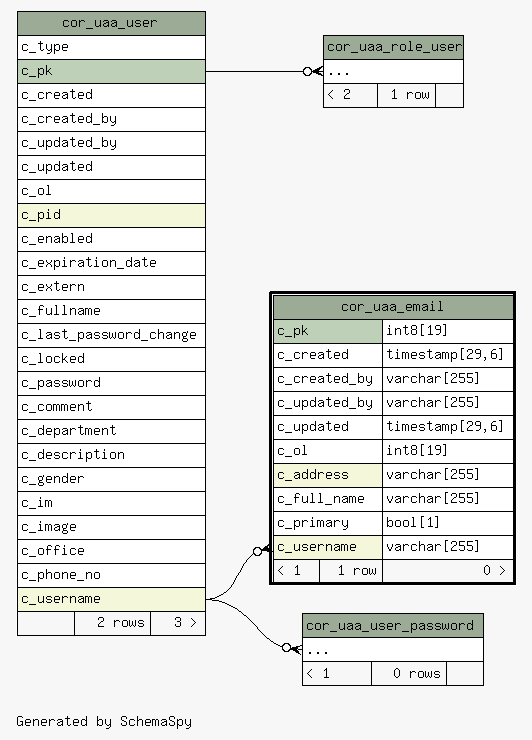 cor_uaa_user
c_type
c_pk
c_created
c_created_by
c_updated_by
c_updated
c_ol
c_pid
c_enabled
c_expiration_date
c_extern
c_fullname
c_last_password_change
c_locked
c_password
c_comment
c_department
c_description
c_gender
c_im
c_image
c_office
c_phone_no
c_username
2 rows 3 >
cor_uaa_role_user
...
< 2 1 row
cor_uaa_email
c_pk int8[19]
c_created timestamp[29,6]
c_created_by varchar[255]
c_updated_by varchar[255]
c_updated timestamp[29,6]
c_ol int8[19]
c_address varchar[255]
c_full_name varchar[255]
c_primary bool[1]
c_username varchar[255]
< 1 1 row 0 >
cor_uaa_user_password
...
< 1 0 rows
Generated by SchemaSpy